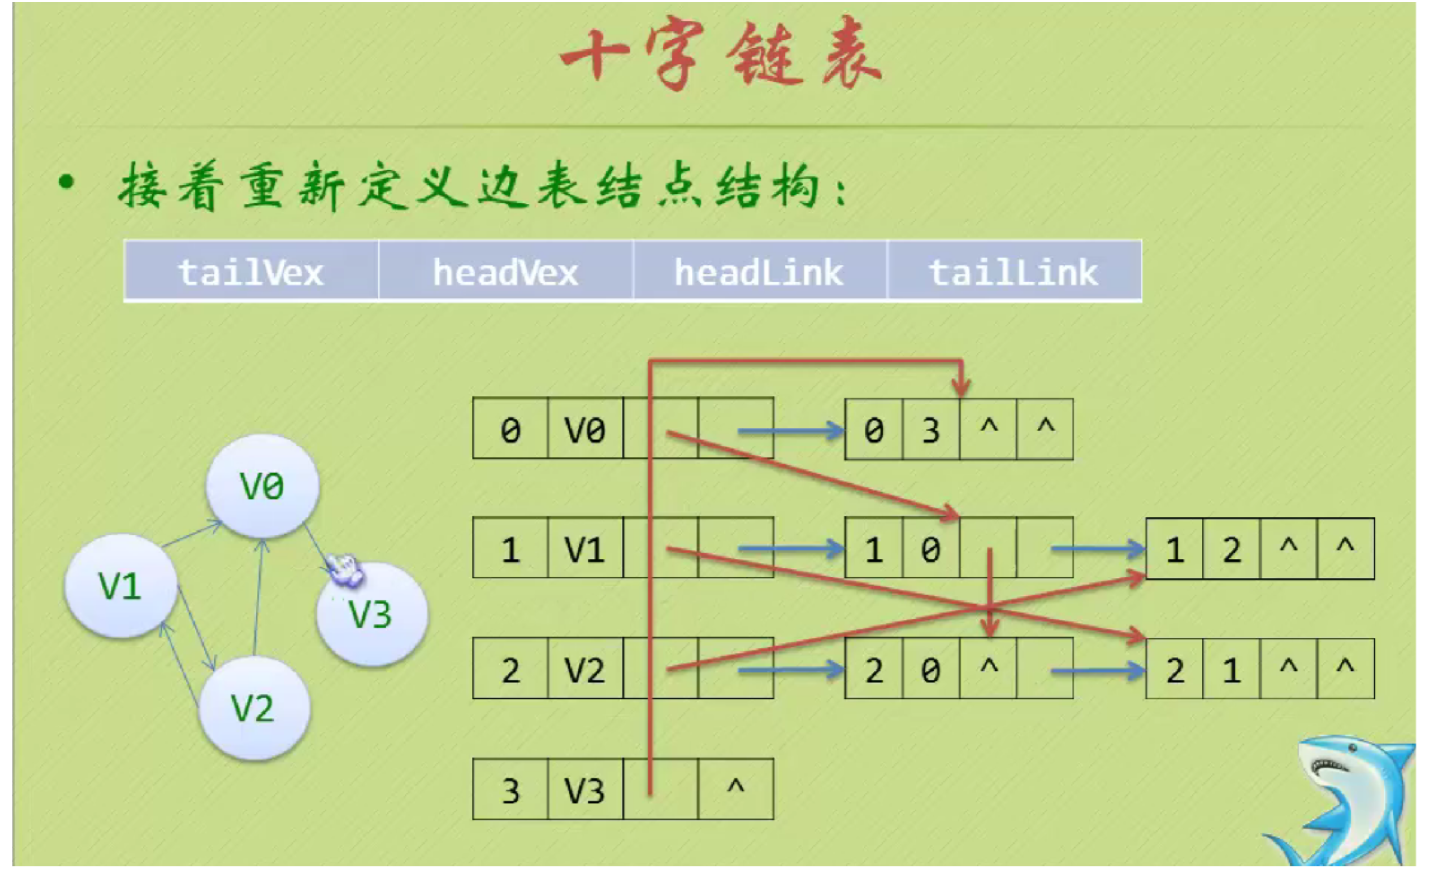 十字链表
• 接着重新定义边表结点结构：
tailVex headVex headLink tailLink
0 V0 0 3 ^ ^
V0
1 V1 1 0 1 2 ^ ^
V1
V3
2 V2 2 0 ^ 2 1 ^ ^
V2
3 V3 ^